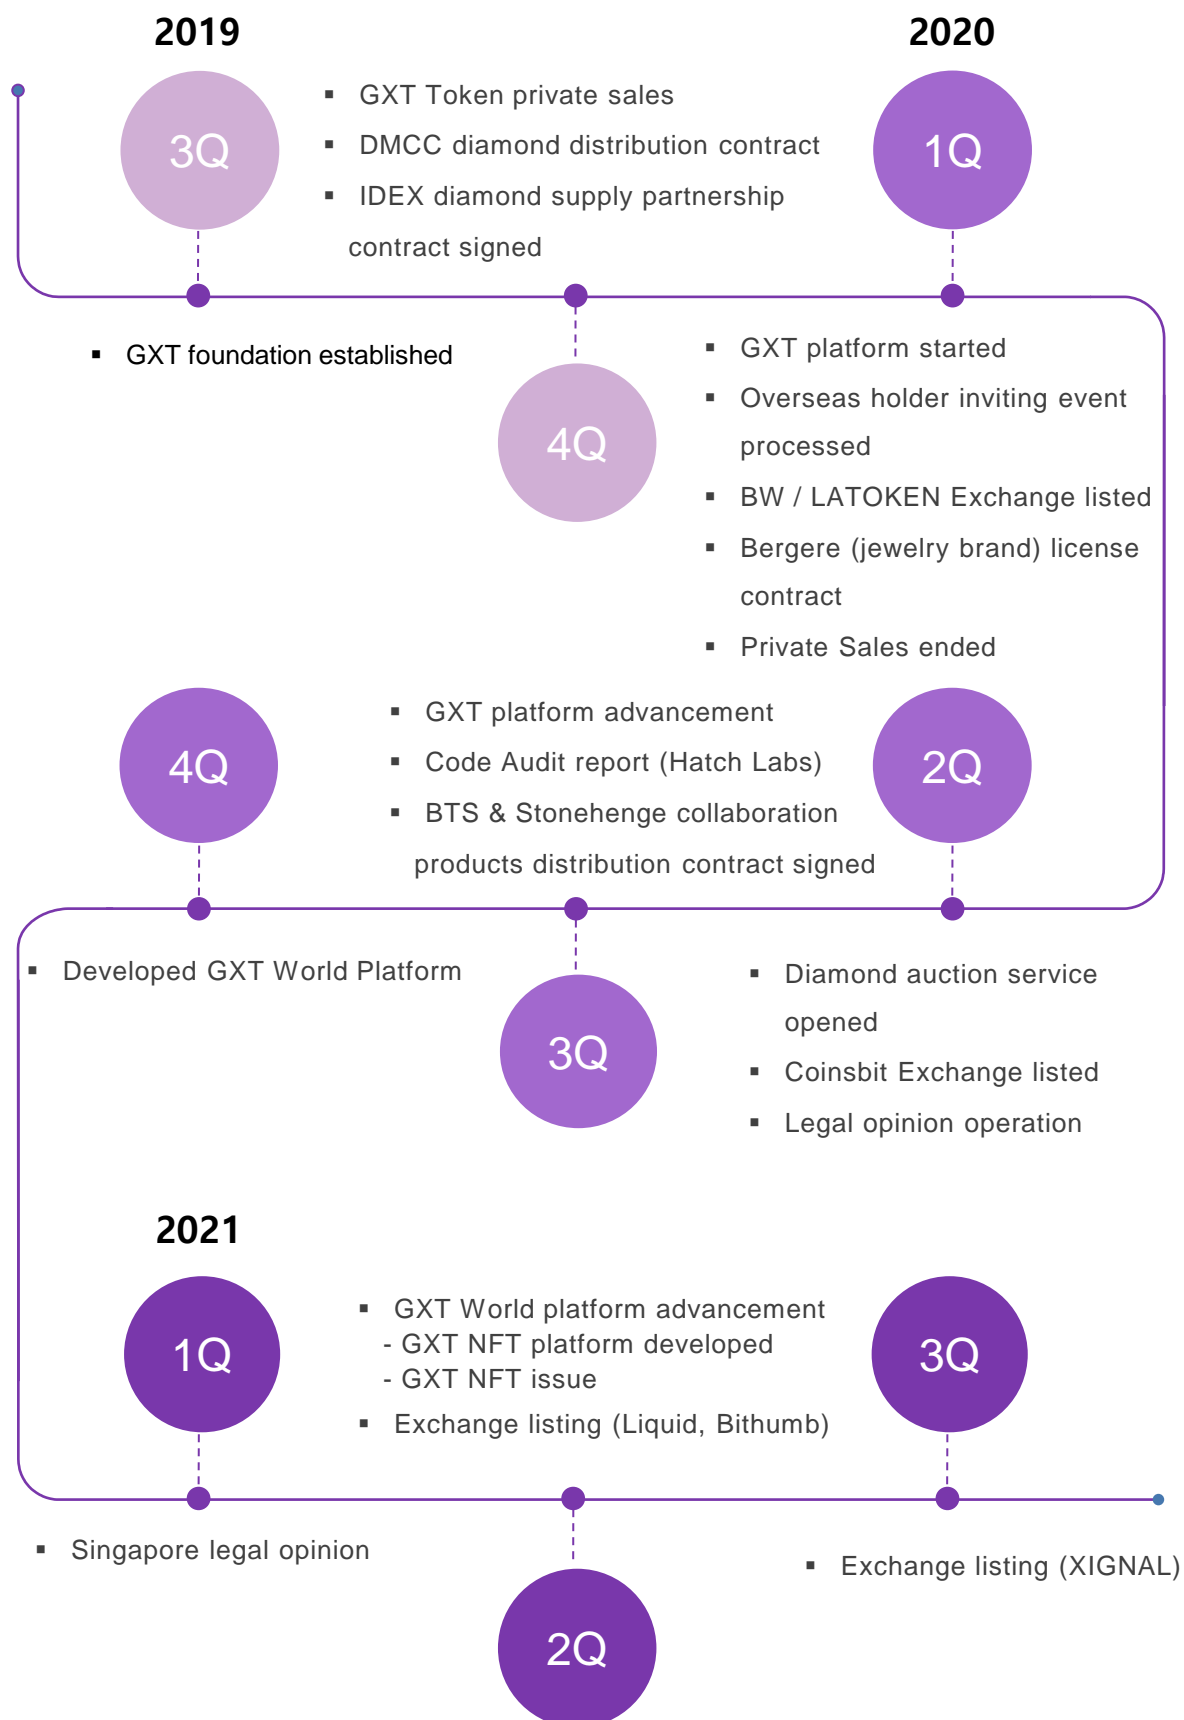 2019
2020
3Q
▪ GXT Token private sales
▪ DMCC diamond distribution contract
▪ IDEX diamond supply partnership
contract signed
1Q
▪ GXT foundation established
4Q
▪ GXT platform started
▪ Overseas holder inviting event
processed
▪ BW / LATOKEN Exchange listed
▪ Bergere (jewelry brand) license
contract
▪ Private Sales ended
4Q
▪ GXT platform advancement
▪ Code Audit report (Hatch Labs)
▪ BTS & Stonehenge collaboration
products distribution contract signed
2Q
▪ Developed GXT World Platform
3Q
▪ Diamond auction service
opened
▪ Coinsbit Exchange listed
▪ Legal opinion operation
2021
1Q
▪ GXT World platform advancement
- GXT NFT platform developed
- GXT NFT issue
▪ Exchange listing (Liquid, Bithumb)
3Q
▪ Singapore legal opinion
2Q
▪ Exchange listing (XIGNAL)